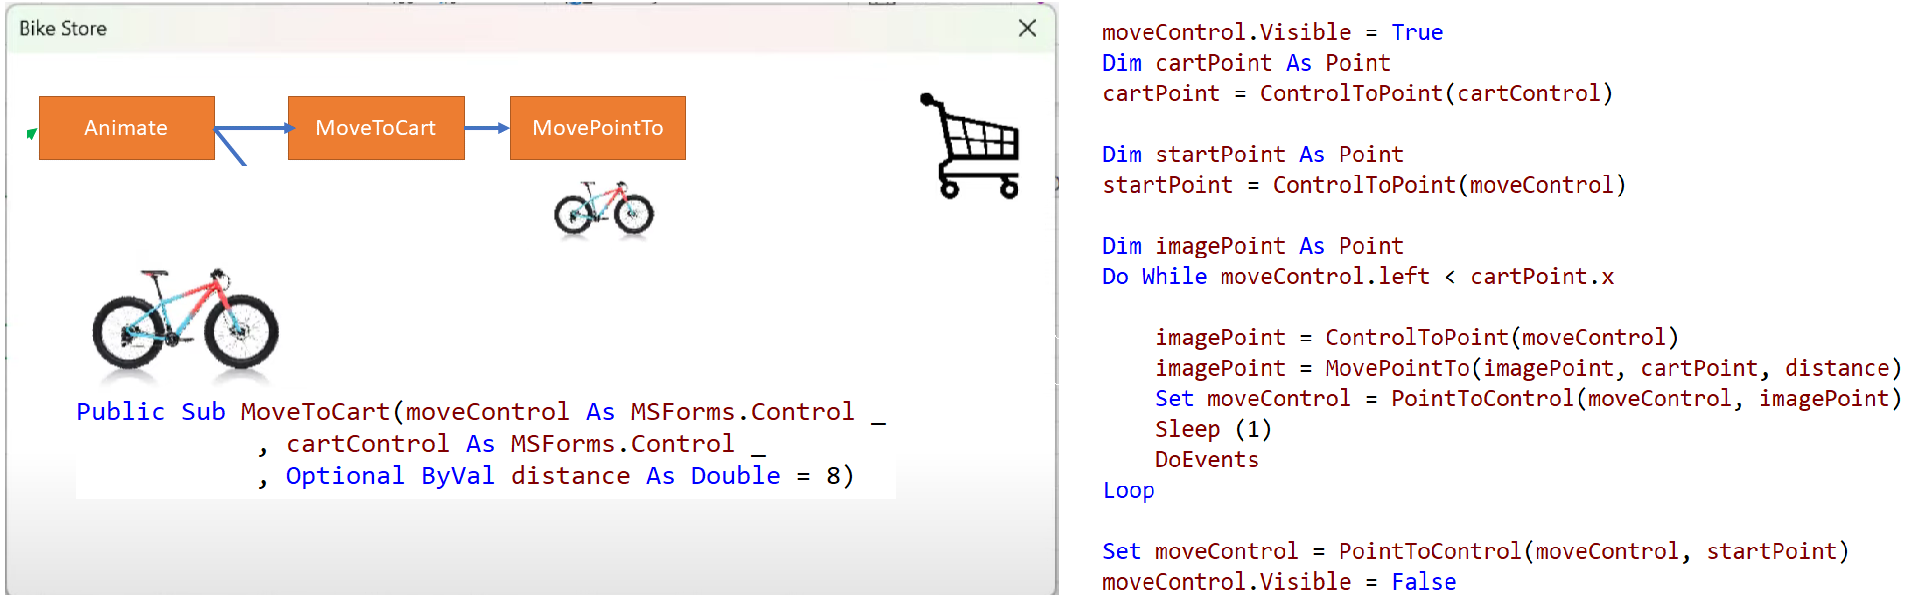 Bike Store
Animate
MoveToCart
MovePointTo
Public Sub MoveToCart(moveControl As MSForms.Control _
, cartControl As MSForms.Control _
, Optional ByVal distance As Double = 8)
moveControl.Visible = True
Dim cartPoint As Point
cartPoint = ControlToPoint(cartControl)
Dim startPoint As Point
startPoint = ControlToPoint(moveControl)
Dim imagePoint As Point
Do While moveControl.left < cartPoint.x
imagePoint = ControlToPoint(moveControl)
imagePoint = MovePointTo(imagePoint, cartPoint, distance)
Set moveControl = PointToControl(moveControl, imagePoint)
Sleep (1)
DoEvents
Loop
Set moveControl = PointToControl(moveControl, startPoint)
moveControl.Visible = False